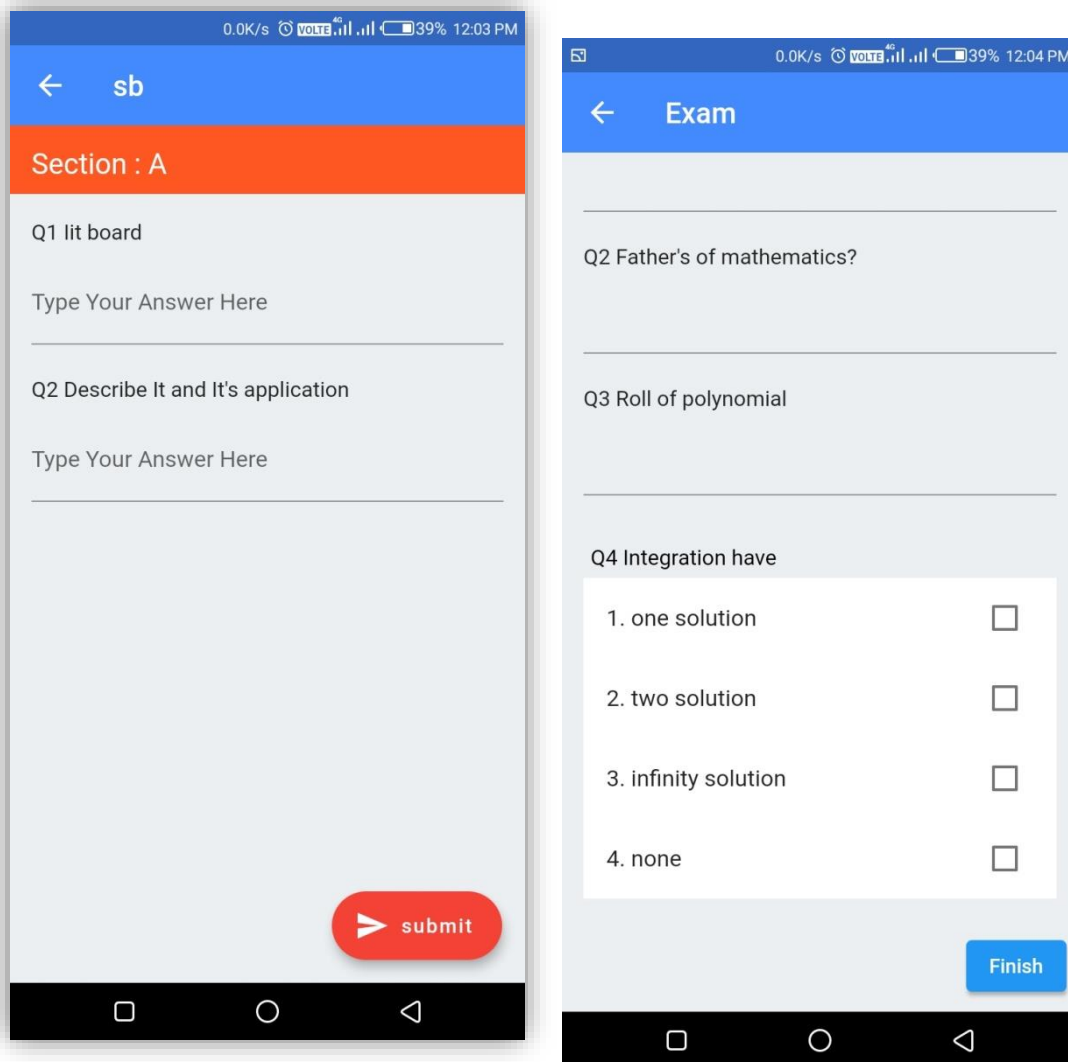 0.0K/s VOLTE 4G 39% 12:03 PM
sb
Section : A
Q1 Iit board
Type Your Answer Here
Q2 Describe It and It's application
Type Your Answer Here
submit
0.0K/s VOLTE 4G 39% 12:04 PM
Exam
Q2 Father's of mathematics?
Q3 Roll of polynomial
Q4 Integration have
1. one solution
2. two solution
3. infinity solution
4. none
Finish